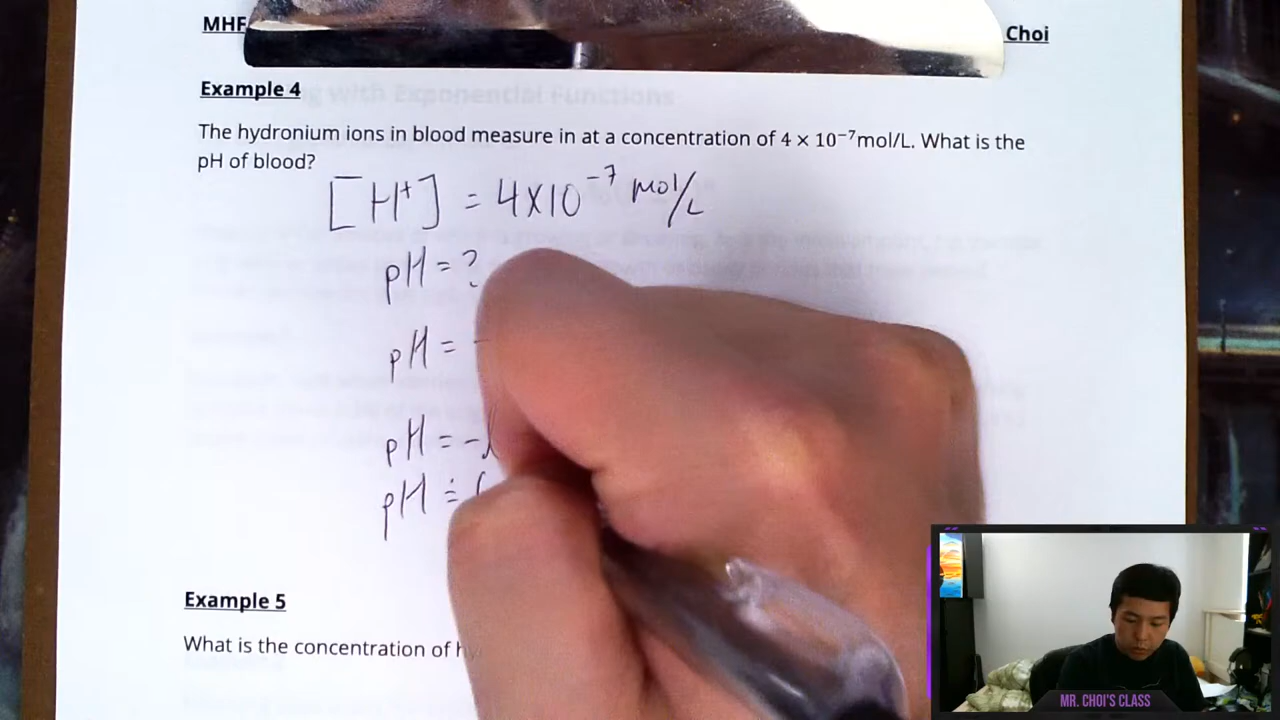 MHF
Choi
Example 4
The hydronium ions in blood measure in at a concentration of 4 × 10⁻⁷mol/L. What is the
pH of blood?
[H⁺] = 4×10⁻⁷ mol/L
pH = ?
pH = -
pH = -
pH ≐
Example 5
What is the concentration of
MR. CHOI'S CLASS